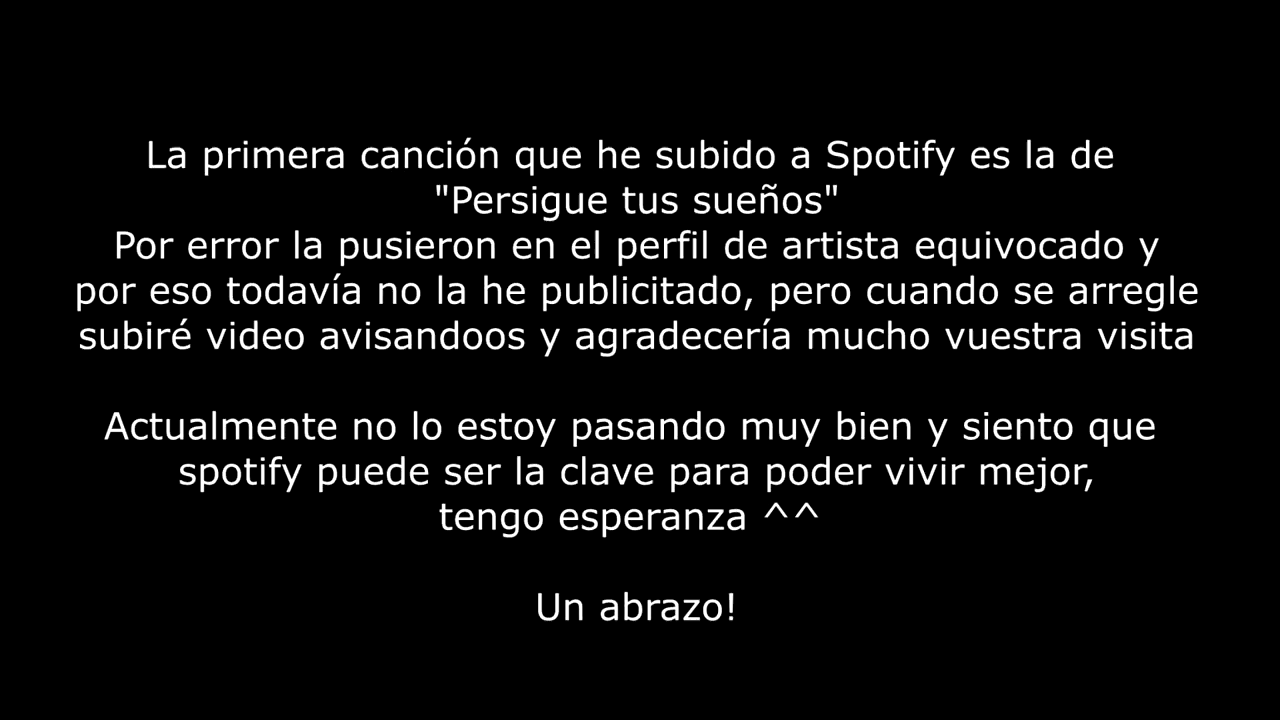 La primera canción que he subido a Spotify es la de
"Persigue tus sueños"
Por error la pusieron en el perfil de artista equivocado y
por eso todavía no la he publicitado, pero cuando se arregle
subiré video avisandoos y agradecería mucho vuestra visita
Actualmente no lo estoy pasando muy bien y siento que
spotify puede ser la clave para poder vivir mejor,
tengo esperanza ^^
Un abrazo!